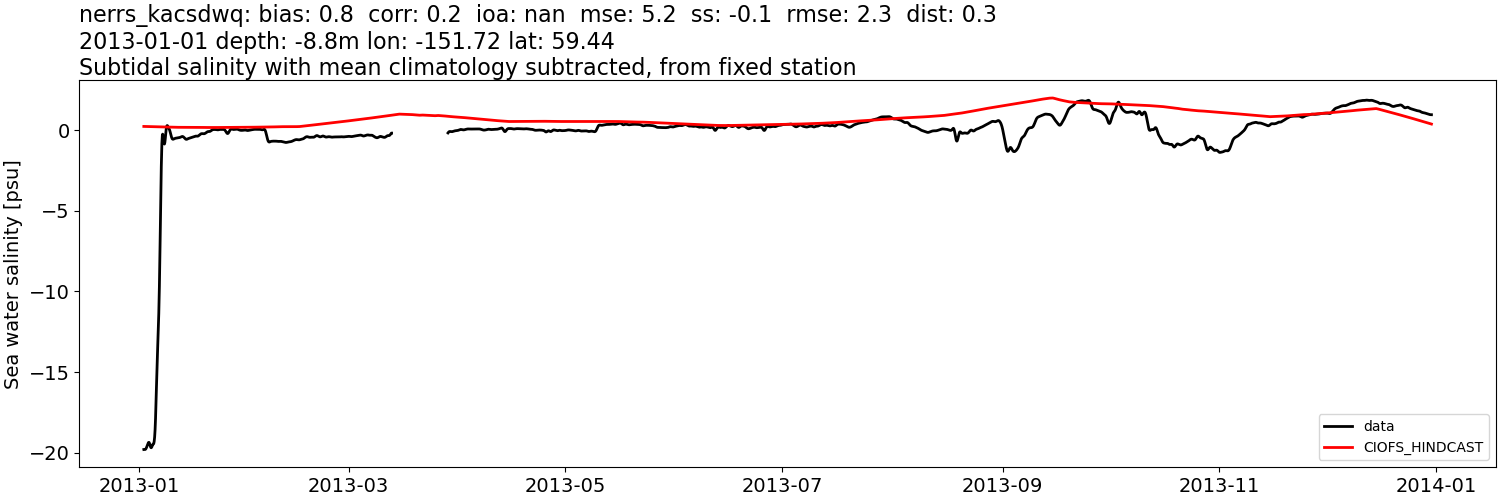 nerrs_kacsdwq: bias: 0.8  corr: 0.2  ioa: nan  mse: 5.2  ss: -0.1  rmse: 2.3  dist: 0.3
2013-01-01 depth: -8.8m lon: -151.72 lat: 59.44
Subtidal salinity with mean climatology subtracted, from fixed station
Sea water salinity [psu]
0
−5
−10
−15
−20
data
CIOFS_HINDCAST
2013-01
2013-03
2013-05
2013-07
2013-09
2013-11
2014-01